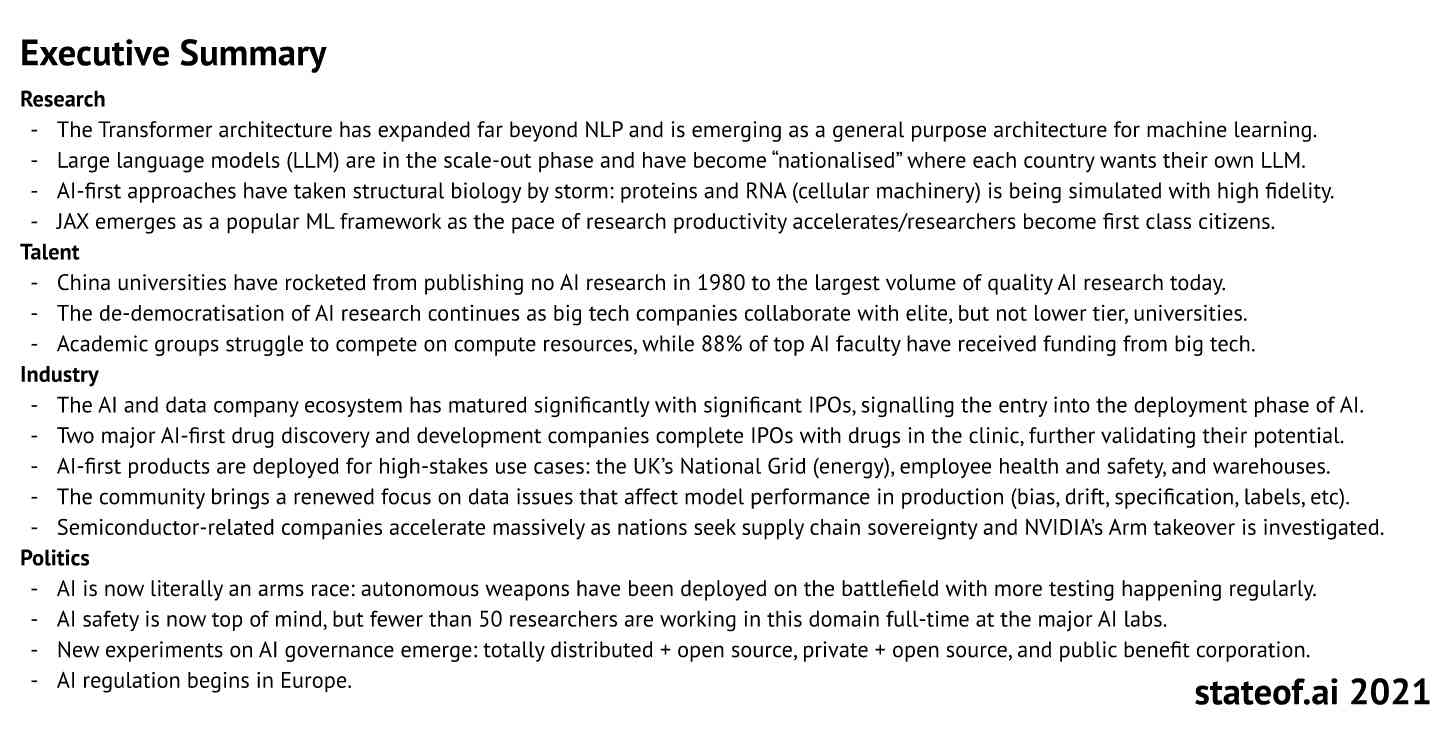 Executive Summary
Research
- The Transformer architecture has expanded far beyond NLP and is emerging as a general purpose architecture for machine learning.
- Large language models (LLM) are in the scale-out phase and have become “nationalised” where each country wants their own LLM.
- AI-first approaches have taken structural biology by storm: proteins and RNA (cellular machinery) is being simulated with high fidelity.
- JAX emerges as a popular ML framework as the pace of research productivity accelerates/researchers become first class citizens.
Talent
- China universities have rocketed from publishing no AI research in 1980 to the largest volume of quality AI research today.
- The de-democratisation of AI research continues as big tech companies collaborate with elite, but not lower tier, universities.
- Academic groups struggle to compete on compute resources, while 88% of top AI faculty have received funding from big tech.
Industry
- The AI and data company ecosystem has matured significantly with significant IPOs, signalling the entry into the deployment phase of AI.
- Two major AI-first drug discovery and development companies complete IPOs with drugs in the clinic, further validating their potential.
- AI-first products are deployed for high-stakes use cases: the UK’s National Grid (energy), employee health and safety, and warehouses.
- The community brings a renewed focus on data issues that affect model performance in production (bias, drift, specification, labels, etc).
- Semiconductor-related companies accelerate massively as nations seek supply chain sovereignty and NVIDIA’s Arm takeover is investigated.
Politics
- AI is now literally an arms race: autonomous weapons have been deployed on the battlefield with more testing happening regularly.
- AI safety is now top of mind, but fewer than 50 researchers are working in this domain full-time at the major AI labs.
- New experiments on AI governance emerge: totally distributed + open source, private + open source, and public benefit corporation.
- AI regulation begins in Europe.
stateof.ai 2021